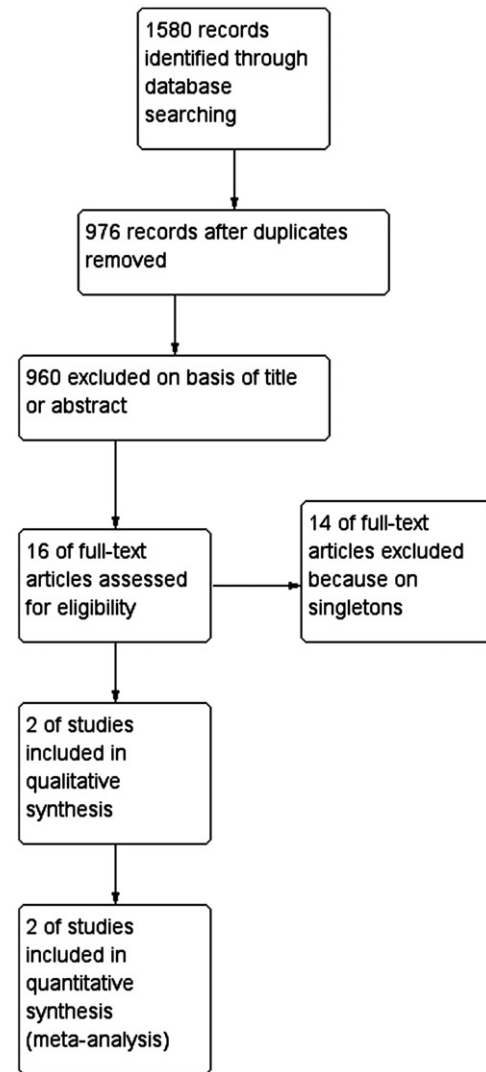 1580 records
identified through
database
searching
976 records after duplicates
removed
960 excluded on basis of title
or abstract
16 of full-text
articles assessed
for eligibility
14 of full-text
articles excluded
because on
singletons
2 of studies
included in
qualitative
synthesis
2 of studies
included in
quantitative
synthesis
(meta-analysis)